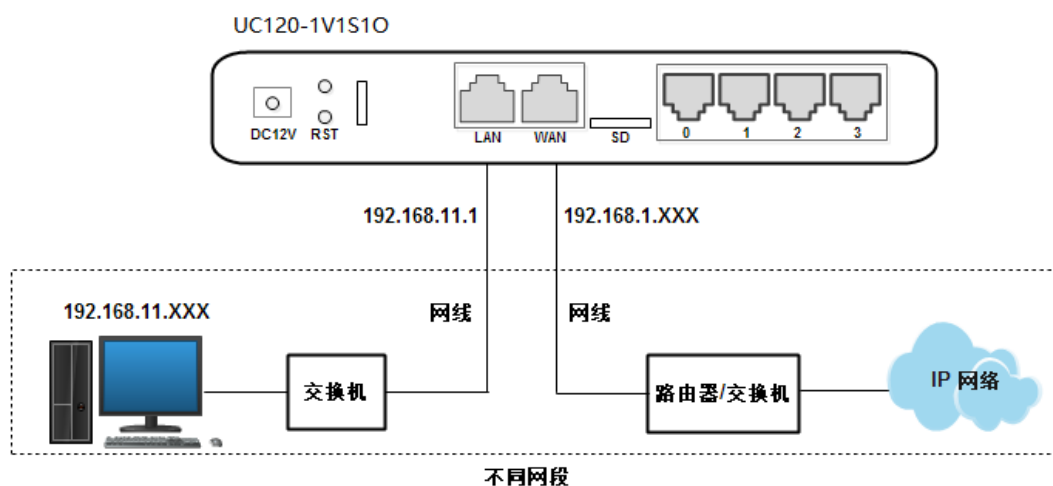 UC120-1V1S1O
DC12V
RST
LAN
WAN
SD
0
1
2
3
192.168.11.1
192.168.1.XXX
192.168.11.XXX
网线
网线
交换机
路由器/交换机
IP 网络
不同网段